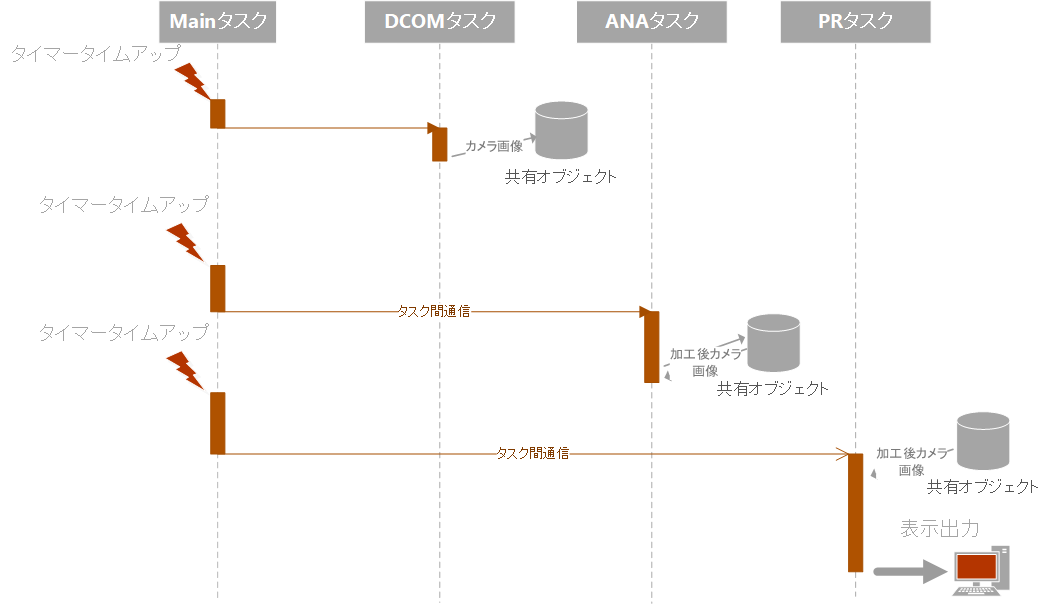 Mainタスク
DCOMタスク
ANAタスク
PRタスク
タイマータイムアップ
カメラ画像
共有オブジェクト
タイマータイムアップ
タスク間通信
タイマータイムアップ
加工後カメラ
画像
共有オブジェクト
タスク間通信
加工後カメラ
画像
共有オブジェクト
表示出力